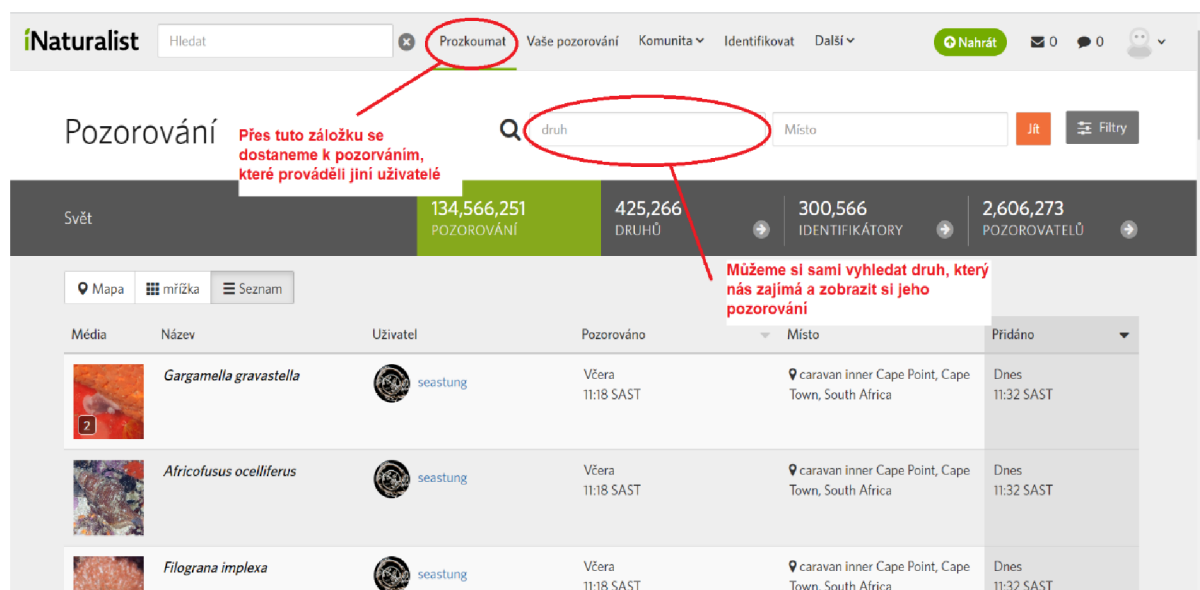 iNaturalist
Hledat
Prozkoumat
Vaše pozorování
Komunita
Identifikovat
Další
Nahrát
0
0
Pozorování
Přes tuto záložku se
dostaneme k pozorváním,
které prováděli jiní uživatelé
druh
Místo
Jít
Filtry
Svět
134,566,251
POZOROVÁNÍ
425,266
DRUHŮ
300,566
IDENTIFIKÁTORY
2,606,273
POZOROVATELŮ
Můžeme si sami vyhledat druh, který
nás zajímá a zobrazit si jeho
pozorování
Mapa
mřížka
Seznam
Média
Název
Uživatel
Pozorováno
Místo
Přidáno
2
Gargamella gravastella
seastung
Včera
11:18 SAST
caravan inner Cape Point, Cape
Town, South Africa
Dnes
11:32 SAST
Africofusus ocelliferus
seastung
Včera
11:18 SAST
caravan inner Cape Point, Cape
Town, South Africa
Dnes
11:32 SAST
Filograna implexa
seastung
Včera
11:18 SAST
caravan inner Cape Point, Cape
Town, South Africa
Dnes
11:32 SAST